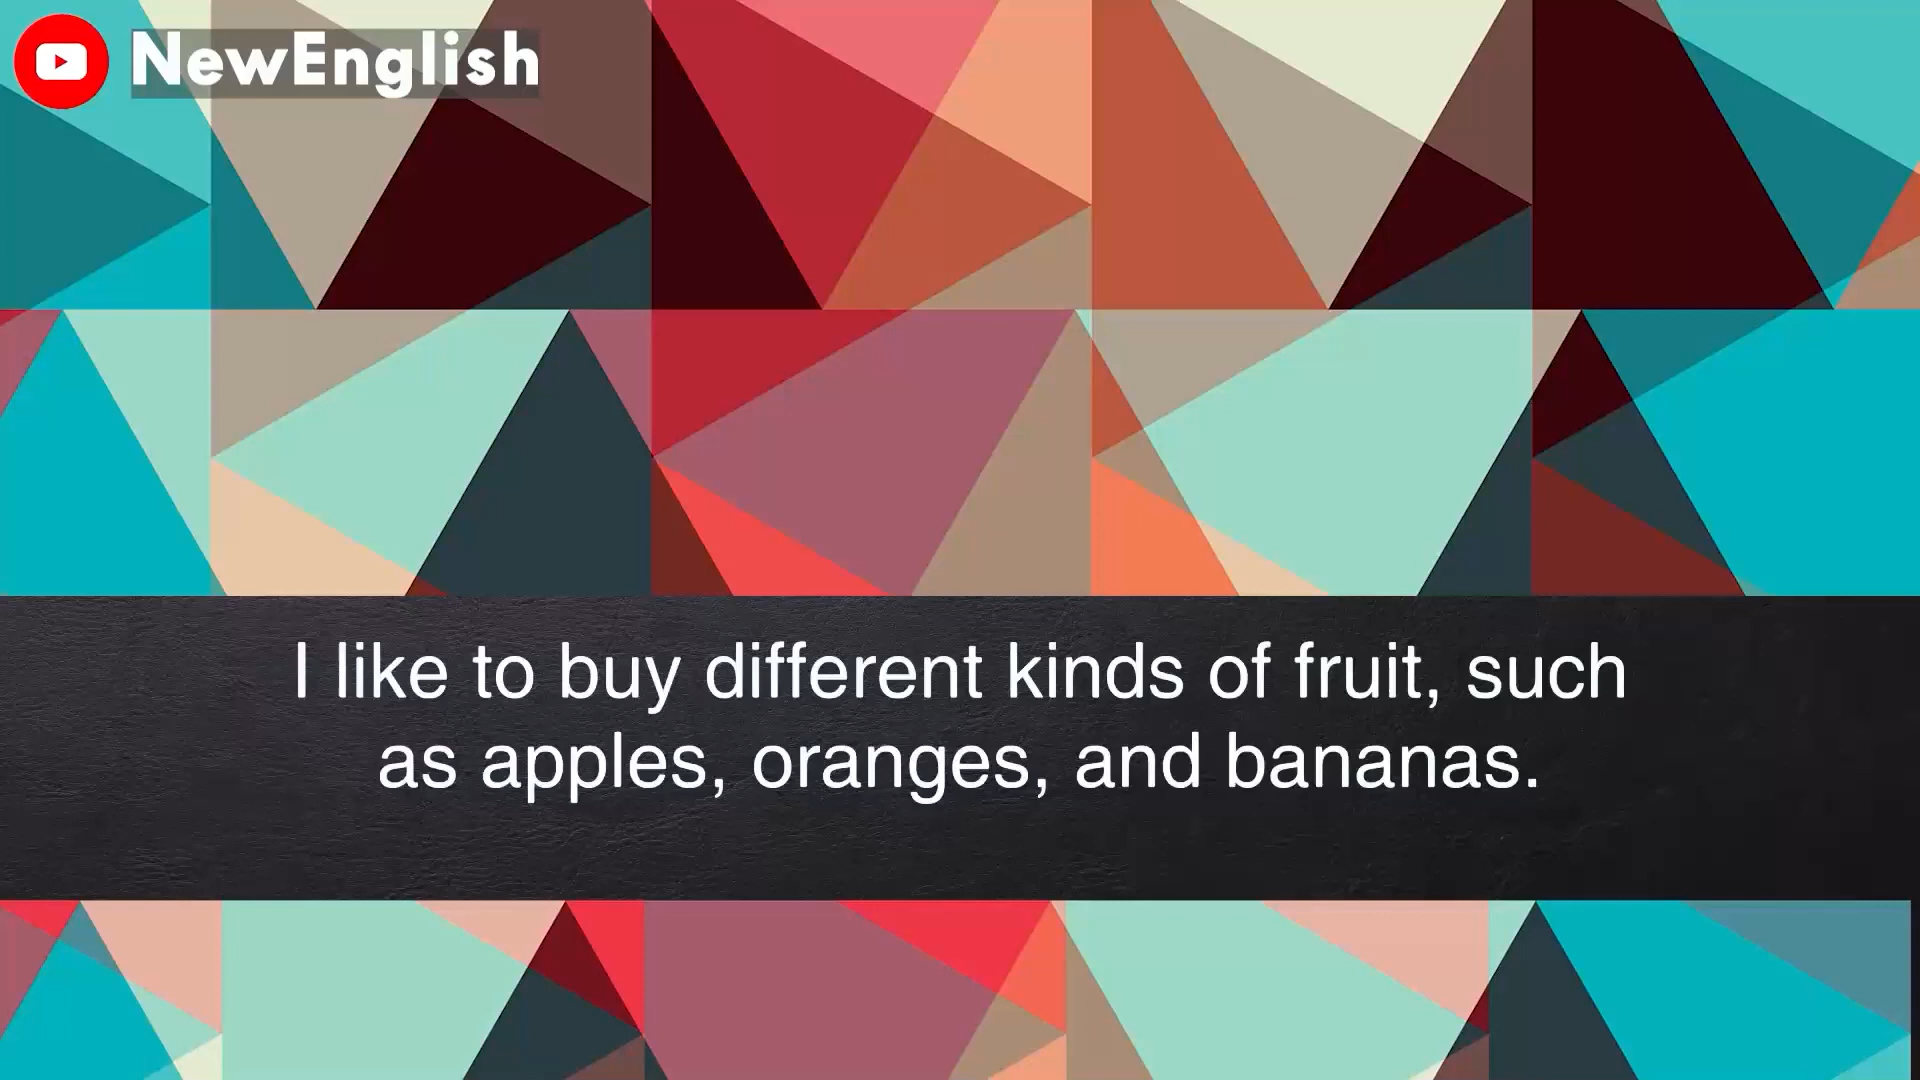 NewEnglish
I like to buy different kinds of fruit, such
as apples, oranges, and bananas.